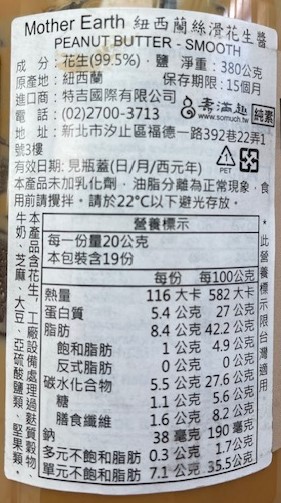 Mother Earth 紐西蘭絲滑花生醬
PEANUT BUTTER - SMOOTH
成 分：花生(99.5%)、鹽 淨重：380公克
原產地：紐西蘭 保存期限：15個月
進口商：特吉國際有限公司 壽滿趣
電 話：(02)2700-3713 www.somuch.tw 純素
地 址：新北市汐止區福德一路392巷22弄1
號3樓
有效日期：見瓶蓋(日/月/西元年)
PET
本產品未加乳化劑，油脂分離為正常現象，食
用前請攪拌。請於22℃以下避光存放。
本產品含花生，工廠設備處理過麩質穀物、
牛奶、芝麻、大豆、亞硫酸鹽類、堅果類。
營養標示
每一份量20公克
本包裝含19份
每份 每100公克
熱量 116 大卡 582 大卡
蛋白質 5.4 公克 27 公克
脂肪 8.4 公克 42.2 公克
飽和脂肪 1 公克 4.9 公克
反式脂肪 0 公克 0 公克
碳水化合物 5.5 公克 27.6 公克
糖 1.1 公克 5.6 公克
膳食纖維 1.6 公克 8.2 公克
鈉 38 毫克 190 毫克
多元不飽和脂肪 0.3 公克 1.7公克
單元不飽和脂肪 7.1 公克 35.5公克
*此營養標示限台灣適用*